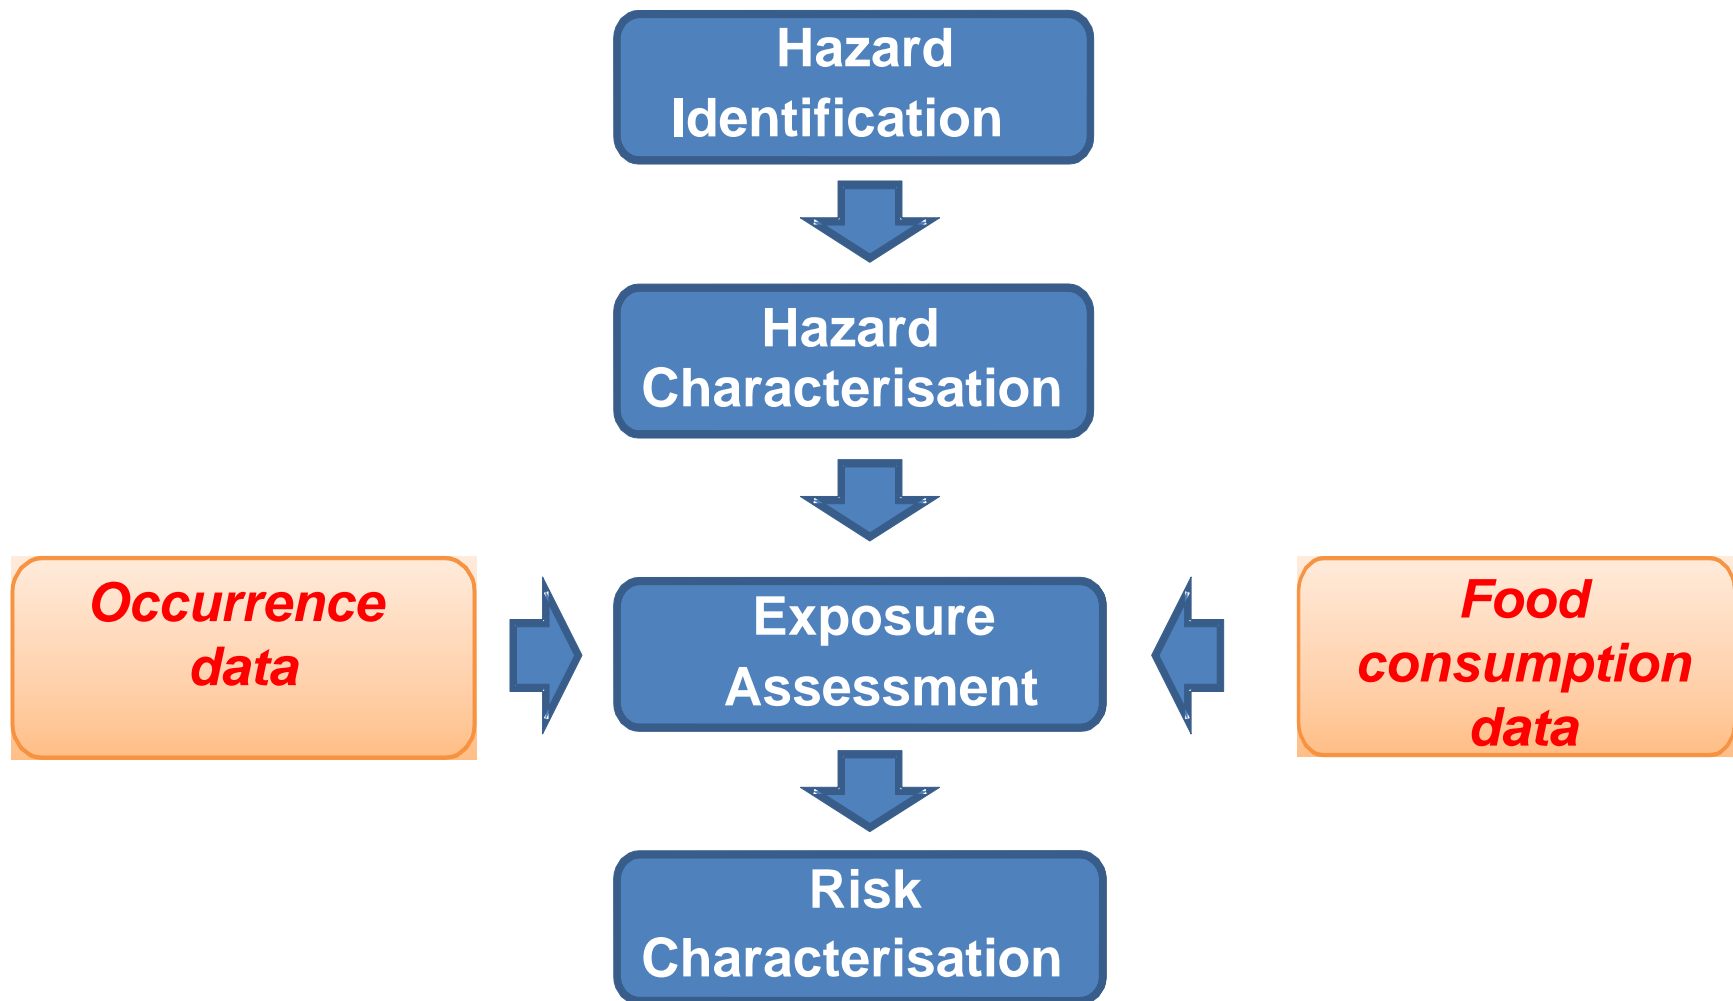 Hazard
Identification
Hazard
Characterisation
Occurrence
data
Exposure
Assessment
Food
consumption
data
Risk
Characterisation